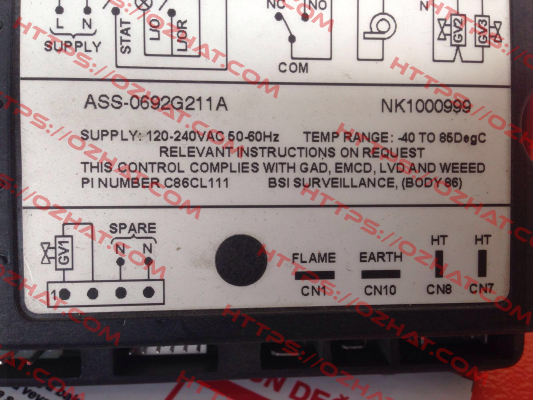 L N
SUPPLY
STAT
L/O
L/OR
NC NO
COM
N
GV2
GV3
ASS-0692G211A NK1000999
SUPPLY: 120-240VAC 50-60Hz TEMP RANGE: -40 TO 85DegC
RELEVANT INSTRUCTIONS ON REQUEST
THIS CONTROL COMPLIES WITH GAD, EMCD, LVD AND WEEED
PI NUMBER C86CL111 BSI SURVEILLANCE, (BODY 86)
SPARE
GV1
N N
1
FLAME EARTH HT HT
CN1 CN10 CN8 CN7
HTTPS://OZHAT.COM